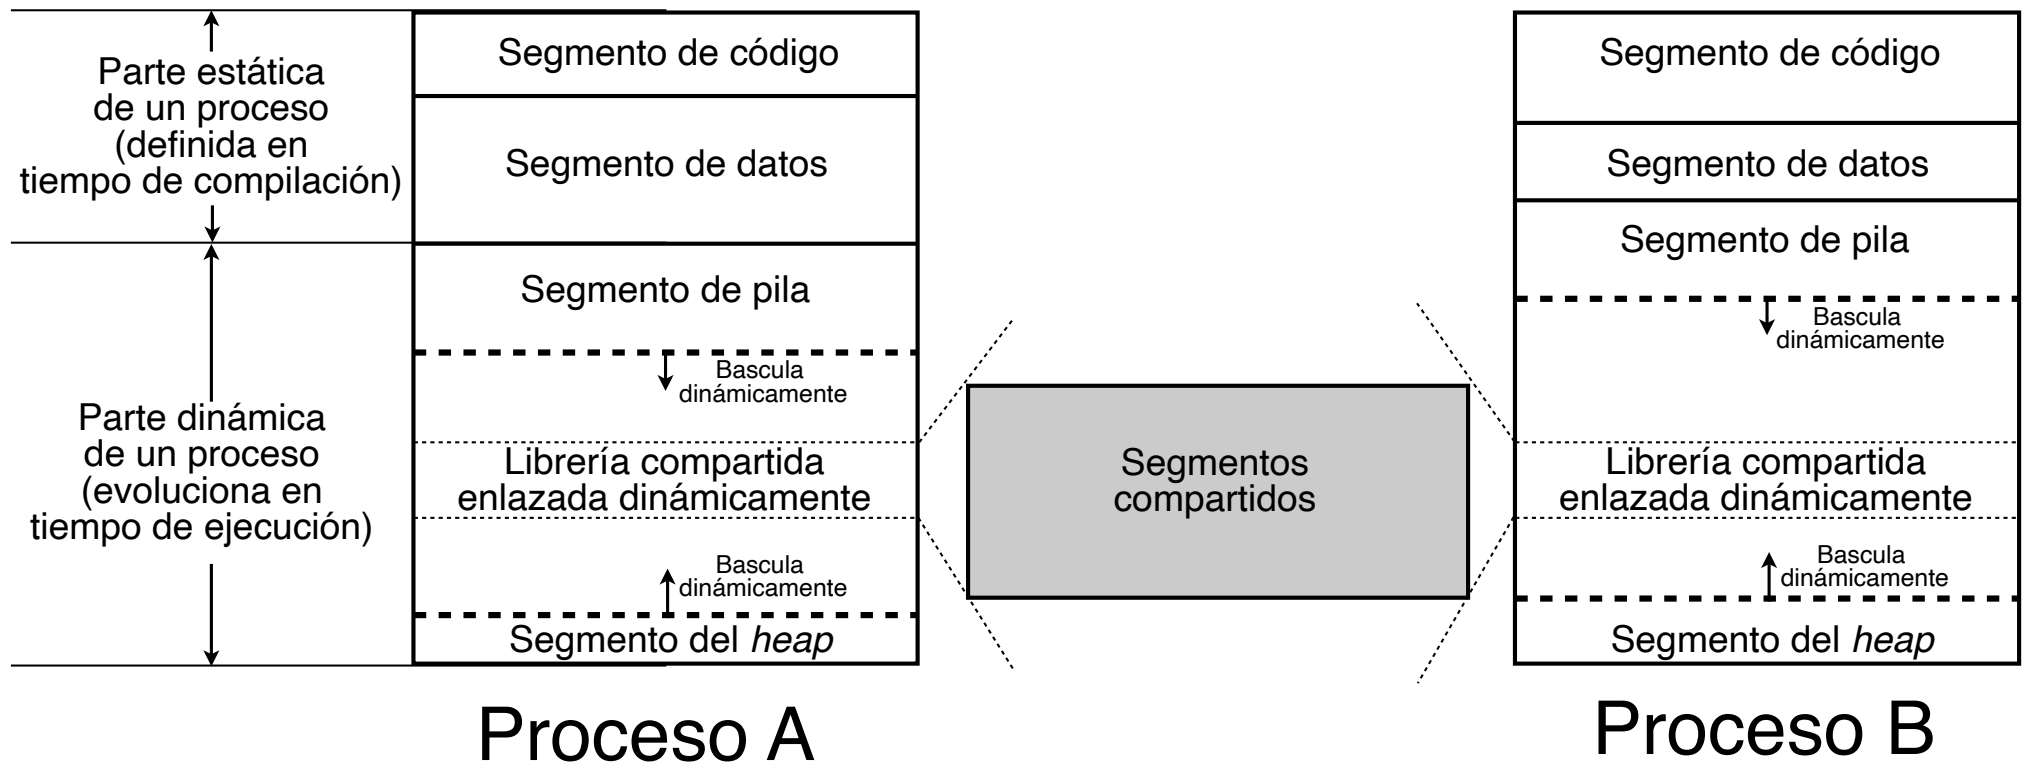 Parte estática
de un proceso
(definida en
tiempo de compilación)
Parte dinámica
de un proceso
(evoluciona en
tiempo de ejecución)
Segmento de código
Segmento de datos
Segmento de pila
Bascula
dinámicamente
Librería compartida
enlazada dinámicamente
Bascula
dinámicamente
Segmento del heap
Proceso A
Segmentos
compartidos
Segmento de código
Segmento de datos
Segmento de pila
Bascula
dinámicamente
Librería compartida
enlazada dinámicamente
Bascula
dinámicamente
Segmento del heap
Proceso B